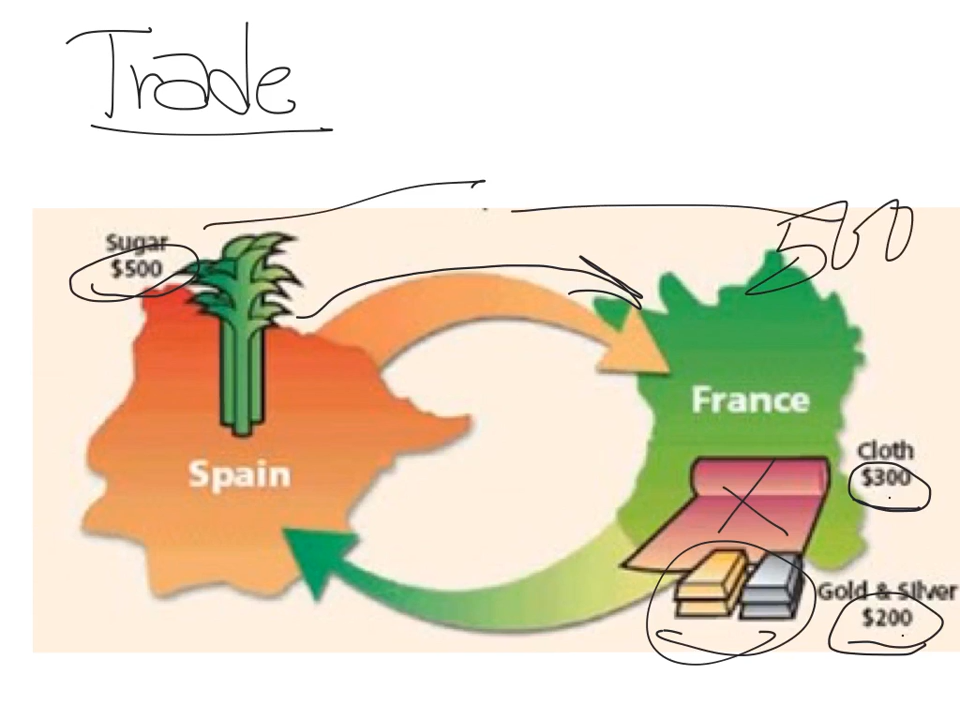 Trade
500
Sugar
$500
France
Spain
Cloth
$300
Gold & Silver
$200